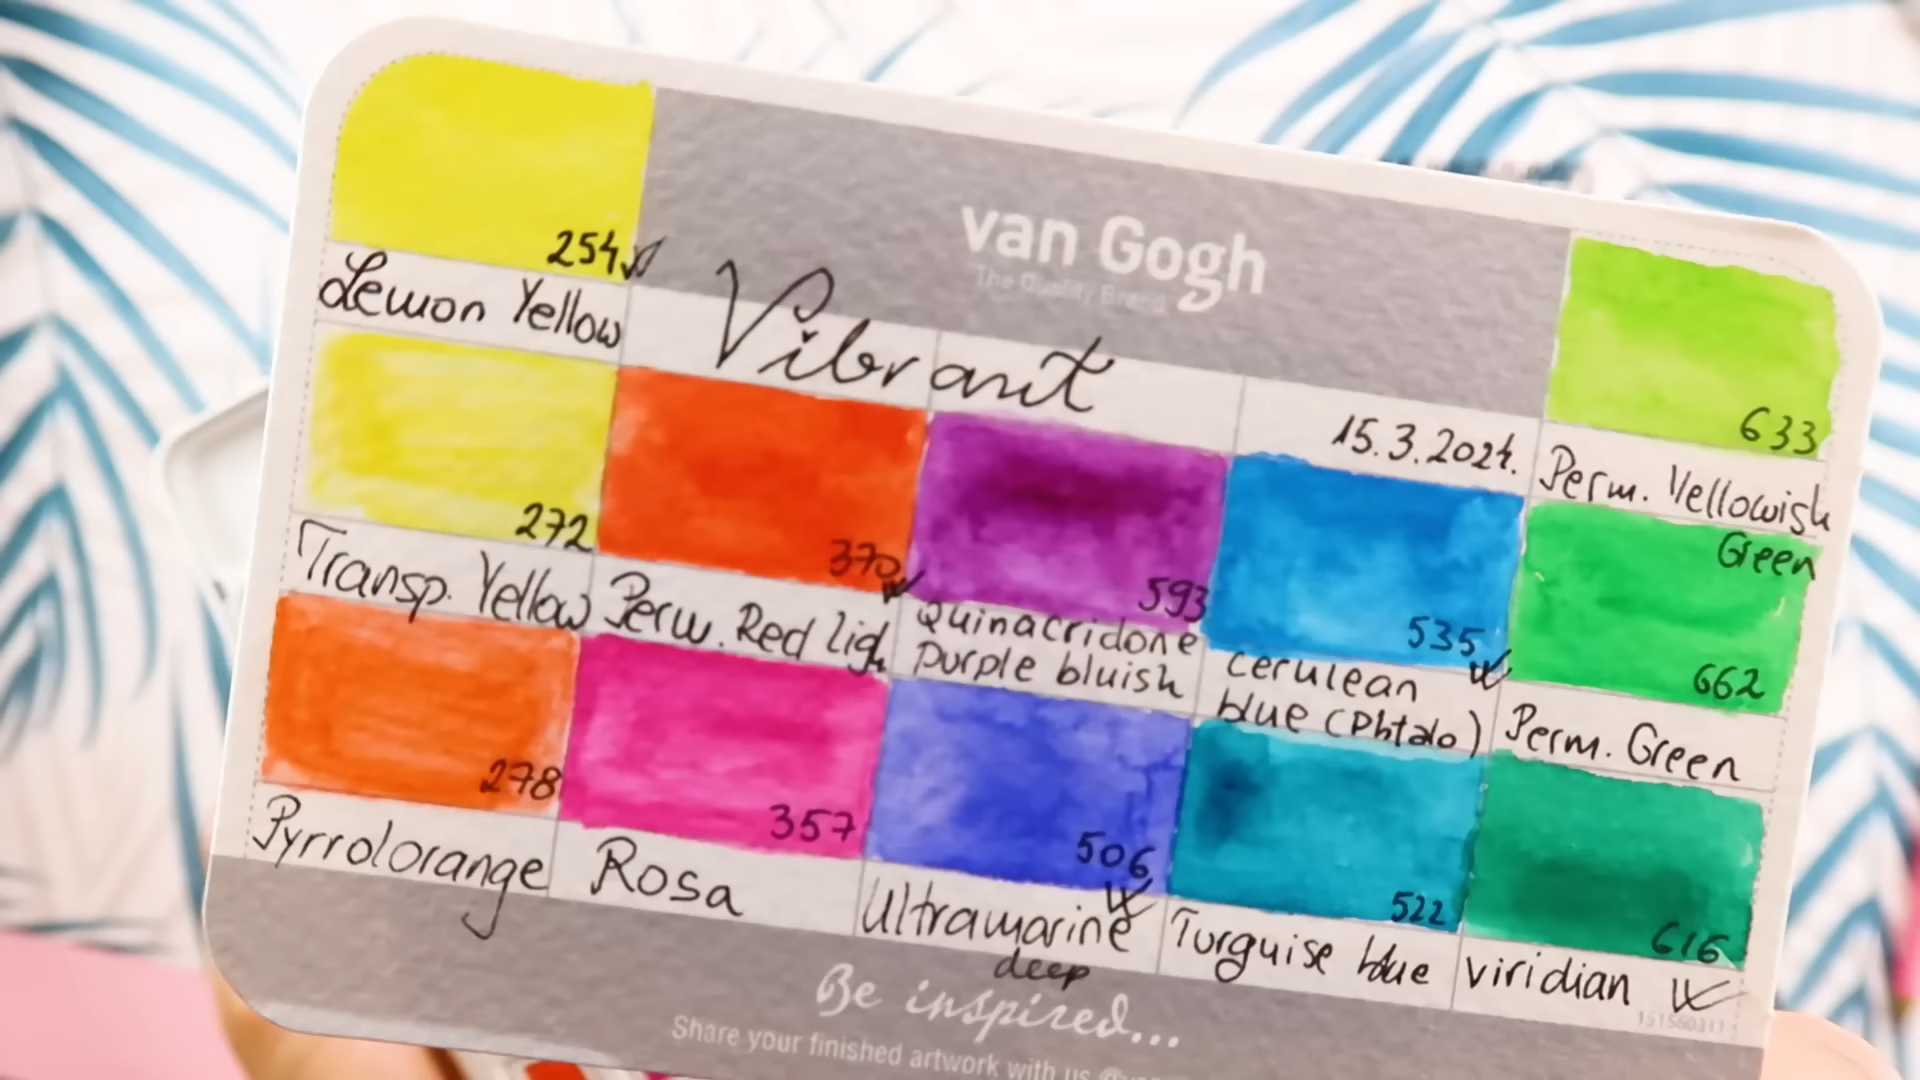 van Gogh
The Quality Brand
Vibrant
15.3.2024.
254
Lemon Yellow
633
Perm. Yellowish
Green
272
Transp. Yellow
370
Perm. Red lig
593
Quinacridone
purple bluish
535
cerulean
blue (Phtalo)
662
Perm. Green
278
Pyrrolorange
357
Rosa
506
Ultramarine
deep
522
Turquise blue
616
viridian
Be inspired...
Share your finished artwork with us